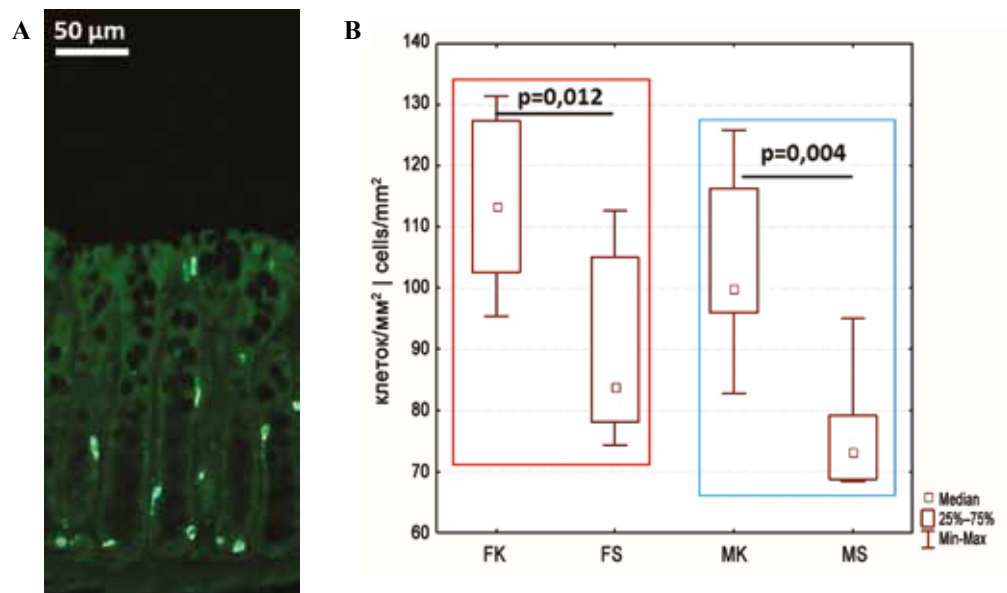 A
50 µm
B
клеток/мм² | cells/mm²
140
130
120
110
100
90
80
70
60
p=0,012
p=0,004
FK
FS
MK
MS
Median
25%–75%
Min-Max